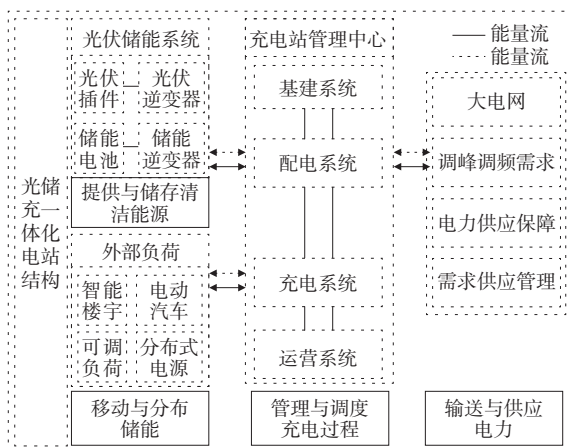 光储
充一
体化
电站
结构
光伏储能系统
光伏
插件
光伏
逆变器
储能
电池
储能
逆变器
提供与储存清
洁能源
外部负荷
智能
楼宇
电动
汽车
可调
负荷
分布式
电源
移动与分布
储能
充电站管理中心
基建系统
配电系统
充电系统
运营系统
管理与调度
充电过程
能量流
能量流
大电网
调峰调频需求
电力供应保障
需求供应管理
输送与供应
电力